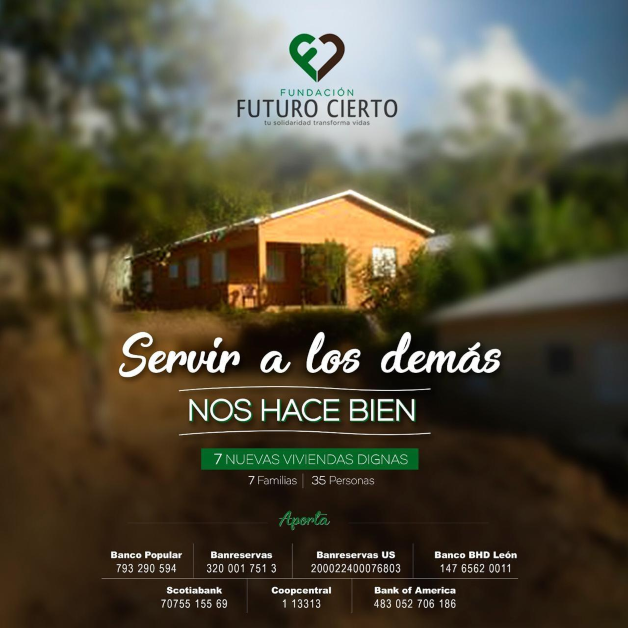 FUNDACIÓN
FUTURO CIERTO
tu solidaridad transforma vidas
Servir a los demás
NOS HACE BIEN
7 NUEVAS VIVIENDAS DIGNAS
7 Familias | 35 Personas
Aporta
Banco Popular Banreservas Banreservas US Banco BHD León
793 290 594 320 001 751 3 200022400076803 147 6562 0011
Scotiabank Coopcentral Bank of America
70755 155 69 1 13313 483 052 706 186